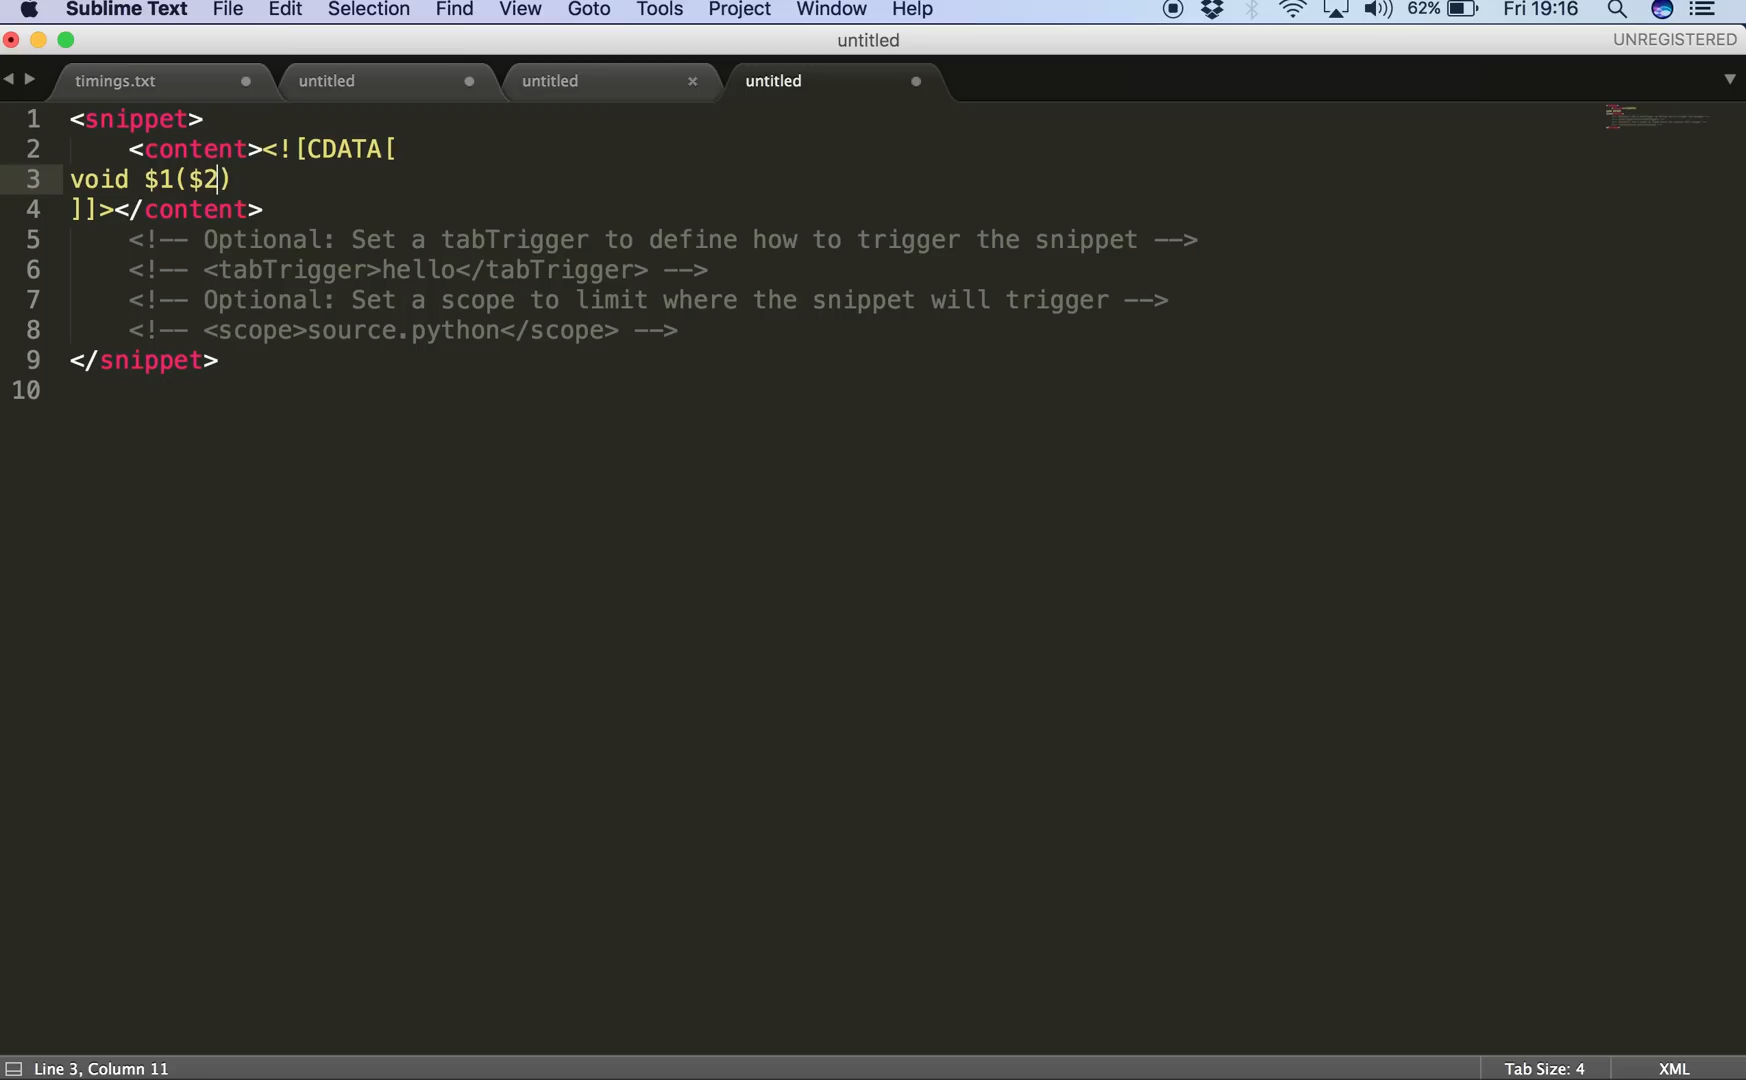 Sublime Text File Edit Selection Find View Goto Tools Project Window Help 62% Fri 19:16
untitled UNREGISTERED
timings.txt untitled untitled untitled
1 <snippet>
2 <content><![CDATA[
3 void $1($2)
4 ]]></content>
5 <!-- Optional: Set a tabTrigger to define how to trigger the snippet -->
6 <!-- <tabTrigger>hello</tabTrigger> -->
7 <!-- Optional: Set a scope to limit where the snippet will trigger -->
8 <!-- <scope>source.python</scope> -->
9 </snippet>
10
Line 3, Column 11 Tab Size: 4 XML